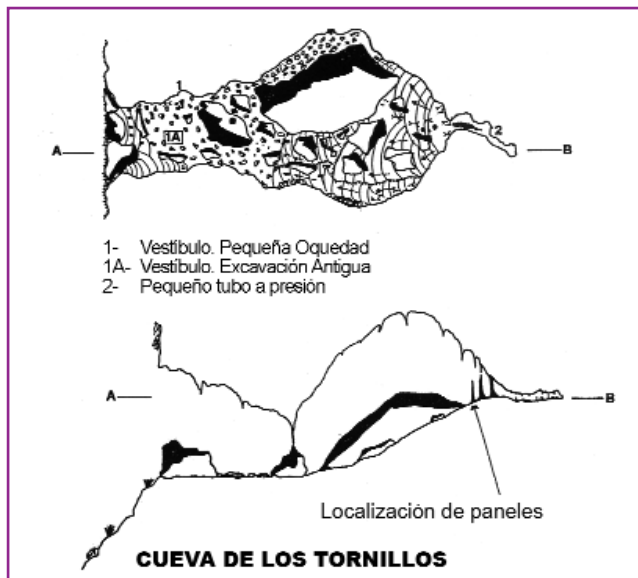 1
1A
2
A
B
1- Vestíbulo. Pequeña Oquedad
1A- Vestíbulo. Excavación Antigua
2- Pequeño tubo a presión
A
B
Localización de paneles
CUEVA DE LOS TORNILLOS